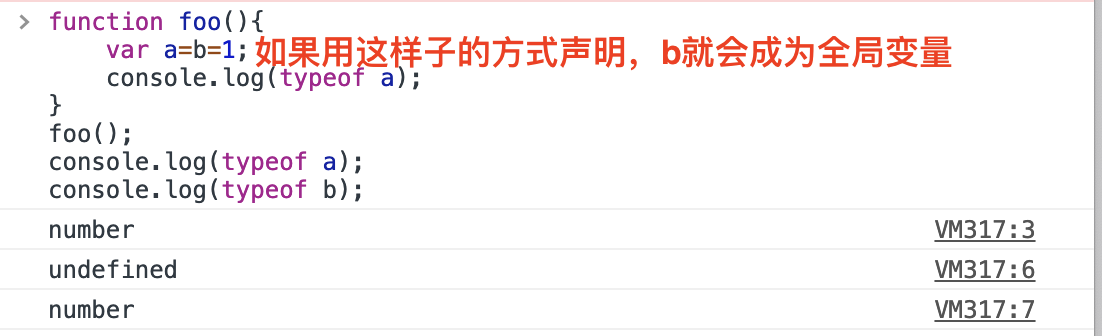 > function foo(){
var a=b=1; 如果用这样子的方式声明，b就会成为全局变量
console.log(typeof a);
}
foo();
console.log(typeof a);
console.log(typeof b);
number VM317:3
undefined VM317:6
number VM317:7